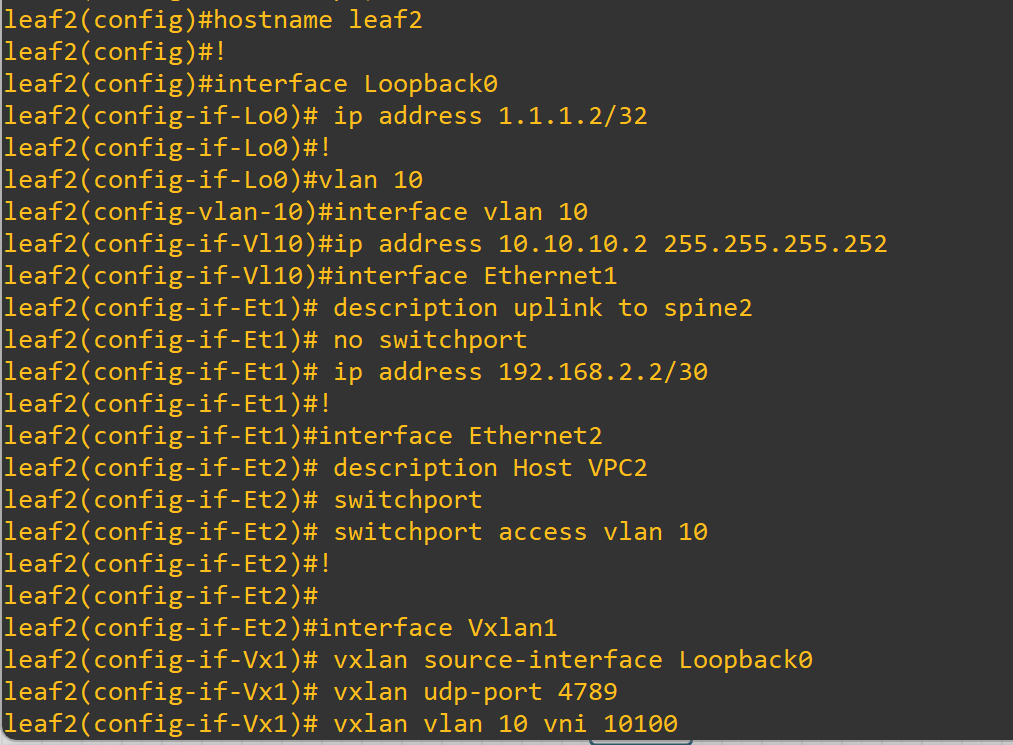 leaf2(config)#hostname leaf2
leaf2(config)#!
leaf2(config)#interface Loopback0
leaf2(config-if-Lo0)# ip address 1.1.1.2/32
leaf2(config-if-Lo0)#!
leaf2(config-if-Lo0)#vlan 10
leaf2(config-vlan-10)#interface vlan 10
leaf2(config-if-Vl10)#ip address 10.10.10.2 255.255.255.252
leaf2(config-if-Vl10)#interface Ethernet1
leaf2(config-if-Et1)# description uplink to spine2
leaf2(config-if-Et1)# no switchport
leaf2(config-if-Et1)# ip address 192.168.2.2/30
leaf2(config-if-Et1)#!
leaf2(config-if-Et1)#interface Ethernet2
leaf2(config-if-Et2)# description Host VPC2
leaf2(config-if-Et2)# switchport
leaf2(config-if-Et2)# switchport access vlan 10
leaf2(config-if-Et2)#!
leaf2(config-if-Et2)#
leaf2(config-if-Et2)#interface Vxlan1
leaf2(config-if-Vx1)# vxlan source-interface Loopback0
leaf2(config-if-Vx1)# vxlan udp-port 4789
leaf2(config-if-Vx1)# vxlan vlan 10 vni 10100